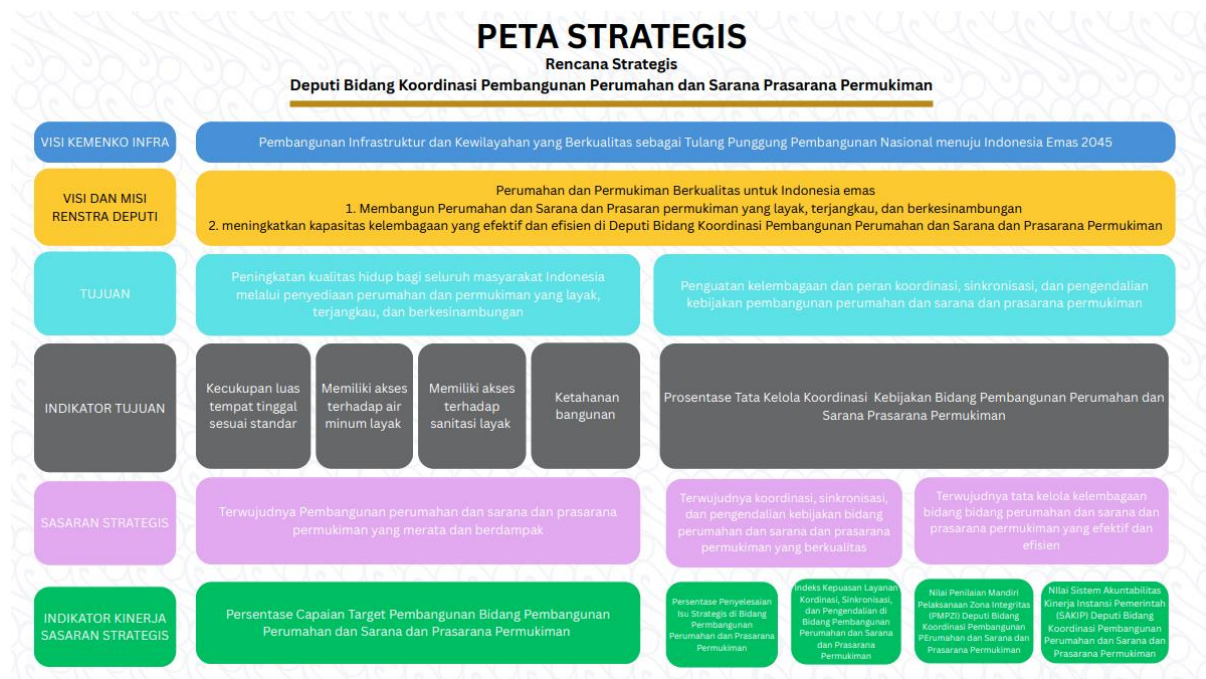 PETA STRATEGIS
Rencana Strategis
Deputi Bidang Koordinasi Pembangunan Perumahan dan Sarana Prasarana Permukiman
VISI KEMENKO INFRA
Pembangunan Infrastruktur dan Kewilayahan yang Berkualitas sebagai Tulang Punggung Pembangunan Nasional menuju Indonesia Emas 2045
VISI DAN MISI
RENSTRA DEPUTI
Perumahan dan Permukiman Berkualitas untuk Indonesia emas
1. Membangun Perumahan dan Sarana dan Prasaran permukiman yang layak, terjangkau, dan berkesinambungan
2. meningkatkan kapasitas kelembagaan yang efektif dan efisien di Deputi Bidang Koordinasi Pembangunan Perumahan dan Sarana dan Prasarana Permukiman
TUJUAN
Peningkatan kualitas hidup bagi seluruh masyarakat Indonesia
melalui penyediaan perumahan dan permukiman yang layak,
terjangkau, dan berkesinambungan
Penguatan kelembagaan dan peran koordinasi, sinkronisasi, dan pengendalian
kebijakan pembangunan perumahan dan sarana dan prasarana permukiman
INDIKATOR TUJUAN
Kecukupan luas
tempat tinggal
sesuai standar
Memiliki akses
terhadap air
minum layak
Memiliki akses
terhadap
sanitasi layak
Ketahanan
bangunan
Prosentase Tata Kelola Koordinasi Kebijakan Bidang Pembangunan Perumahan dan
Sarana Prasarana Permukiman
SASARAN STRATEGIS
Terwujudnya Pembangunan perumahan dan sarana dan prasarana
permukiman yang merata dan berdampak
Terwujudnya koordinasi, sinkronisasi,
dan pengendalian kebijakan bidang
perumahan dan sarana dan prasarana
permukiman yang berkualitas
Terwujudnya tata kelola kelembagaan
bidang bidang perumahan dan sarana dan
prasarana permukiman yang efektif dan
efisien
INDIKATOR KINERJA
SASARAN STRATEGIS
Persentase Capaian Target Pembangunan Bidang Pembangunan
Perumahan dan Sarana dan Prasarana Permukiman
Persentase Penyelesaian
Isu Strategis di Bidang
Permbangunan
Perumahan dan Prasarana
Permukiman
Indeks Kepuasan Layanan
Kordinasi, Sinkronisasi,
dan Pengendalian di
Bidang Pembangunan
Perumahan dan Sarana
dan Prasarana
Permukiman
Nilai Penilaian Mandiri
Pelaksanaan Zona Integritas
(PMPZI) Deputi Bidang
Koordinasi Pembangunan
PErumahan dan Sarana dan
Prasarana Permukiman
NIlai Sistem Akuntabilitas
Kinerja Instansi Pemerintah
(SAKIP) Deputi Bidang
Koordinasi Pembangunan
Perumahan dan Sarana dan
Prasarana Permukiman